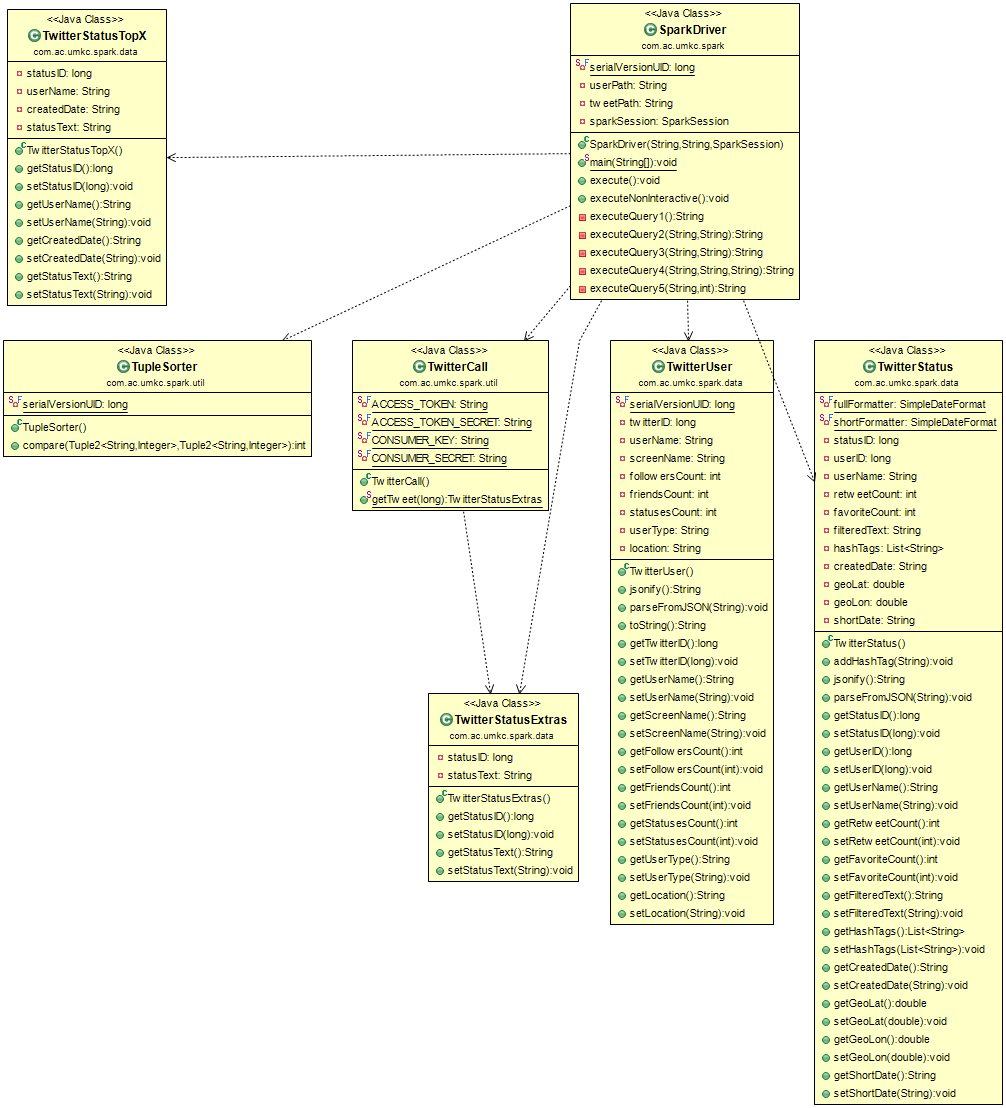 <<Java Class>>
TwitterStatusTopX
com.ac.umkc.spark.data
statusID: long
userName: String
createdDate: String
statusText: String
TwitterStatusTopX()
getStatusID():long
setStatusID(long):void
getUserName():String
setUserName(String):void
getCreatedDate():String
setCreatedDate(String):void
getStatusText():String
setStatusText(String):void
<<Java Class>>
SparkDriver
com.ac.umkc.spark
serialVersionUID: long
userPath: String
tweetPath: String
sparkSession: SparkSession
SparkDriver(String,String,SparkSession)
main(String[]):void
execute():void
executeNonInteractive():void
executeQuery1():String
executeQuery2(String,String):String
executeQuery3(String,String):String
executeQuery4(String,String,String):String
executeQuery5(String,int):String
<<Java Class>>
TupleSorter
com.ac.umkc.spark.util
serialVersionUID: long
TupleSorter()
compare(Tuple2<String,Integer>,Tuple2<String,Integer>):int
<<Java Class>>
TwitterCall
com.ac.umkc.spark.util
ACCESS_TOKEN: String
ACCESS_TOKEN_SECRET: String
CONSUMER_KEY: String
CONSUMER_SECRET: String
TwitterCall()
getTweet(long):TwitterStatusExtras
<<Java Class>>
TwitterUser
com.ac.umkc.spark.data
serialVersionUID: long
twitterID: long
userName: String
screenName: String
followersCount: int
friendsCount: int
statusesCount: int
userType: String
location: String
TwitterUser()
jsonify():String
parseFromJSON(String):void
toString():String
getTwitterID():long
setTwitterID(long):void
getUserName():String
setUserName(String):void
getScreenName():String
setScreenName(String):void
getFollowersCount():int
setFollowersCount(int):void
getFriendsCount():int
setFriendsCount(int):void
getStatusesCount():int
setStatusesCount(int):void
getUserType():String
setUserType(String):void
getLocation():String
setLocation(String):void
<<Java Class>>
TwitterStatus
com.ac.umkc.spark.data
fullFormatter: SimpleDateFormat
shortFormatter: SimpleDateFormat
statusID: long
userID: long
userName: String
retweetCount: int
favoriteCount: int
filteredText: String
hashTags: List<String>
createdDate: String
geoLat: double
geoLon: double
shortDate: String
TwitterStatus()
addHashTag(String):void
jsonify():String
parseFromJSON(String):void
getStatusID():long
setStatusID(long):void
getUserID():long
setUserID(long):void
getUserName():String
setUserName(String):void
getRetweetCount():int
setRetweetCount(int):void
getFavoriteCount():int
setFavoriteCount(int):void
getFilteredText():String
setFilteredText(String):void
getHashTags():List<String>
setHashTags(List<String>):void
getCreatedDate():String
setCreatedDate(String):void
getGeoLat():double
setGeoLat(double):void
getGeoLon():double
setGeoLon(double):void
getShortDate():String
setShortDate(String):void
<<Java Class>>
TwitterStatusExtras
com.ac.umkc.spark.data
statusID: long
statusText: String
TwitterStatusExtras()
getStatusID():long
setStatusID(long):void
getStatusText():String
setStatusText(String):void